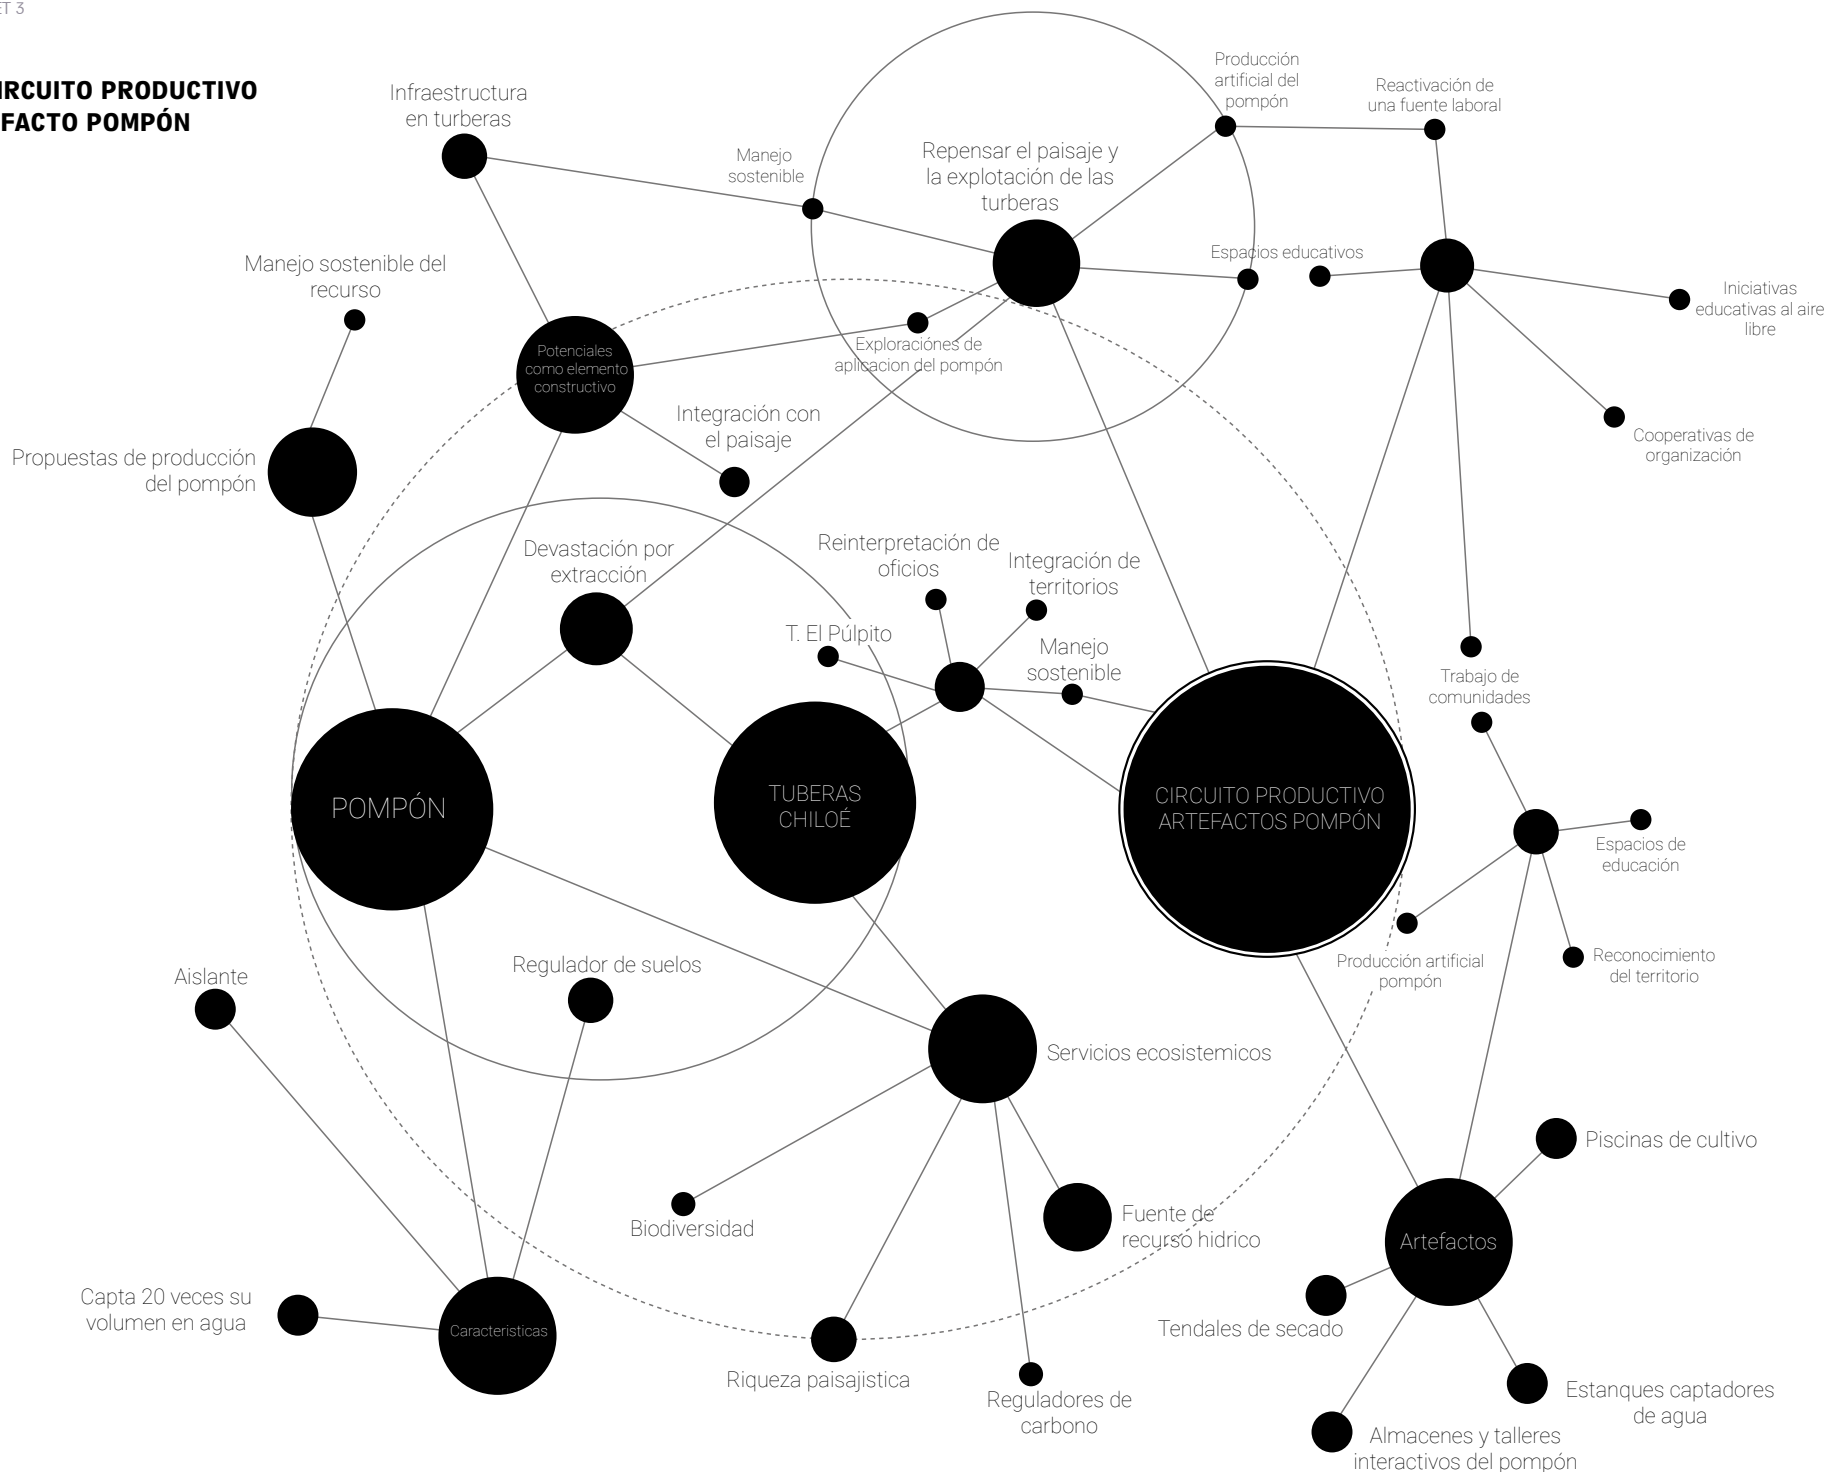 ET 3
IRCUITO PRODUCTIVO
FACTO POMPÓN
Infraestructura
en turberas
Manejo
sostenible
Repensar el paisaje y
la explotación de las
turberas
Producción
artificial del
pompón
Reactivación de
una fuente laboral
Espacios educativos
Iniciativas
educativas al aire
libre
Cooperativas de
organización
Manejo sostenible del
recurso
Potenciales
como elemento
constructivo
Exploraciónes de
aplicacion del pompón
Integración con
el paisaje
Propuestas de producción
del pompón
Devastación por
extracción
Reinterpretación de
oficios
Integración de
territorios
T. El Púlpito
Manejo
sostenible
Trabajo de
comunidades
POMPÓN
TUBERAS
CHILOÉ
CIRCUITO PRODUCTIVO
ARTEFACTOS POMPÓN
Espacios de
educación
Producción artificial
pompón
Reconocimiento
del territorio
Aislante
Regulador de suelos
Servicios ecosistemicos
Piscinas de cultivo
Biodiversidad
Fuente de
recurso hidrico
Artefactos
Capta 20 veces su
volumen en agua
Caracteristicas
Tendales de secado
Riqueza paisajistica
Reguladores de
carbono
Estanques captadores
de agua
Almacenes y talleres
interactivos del pompón